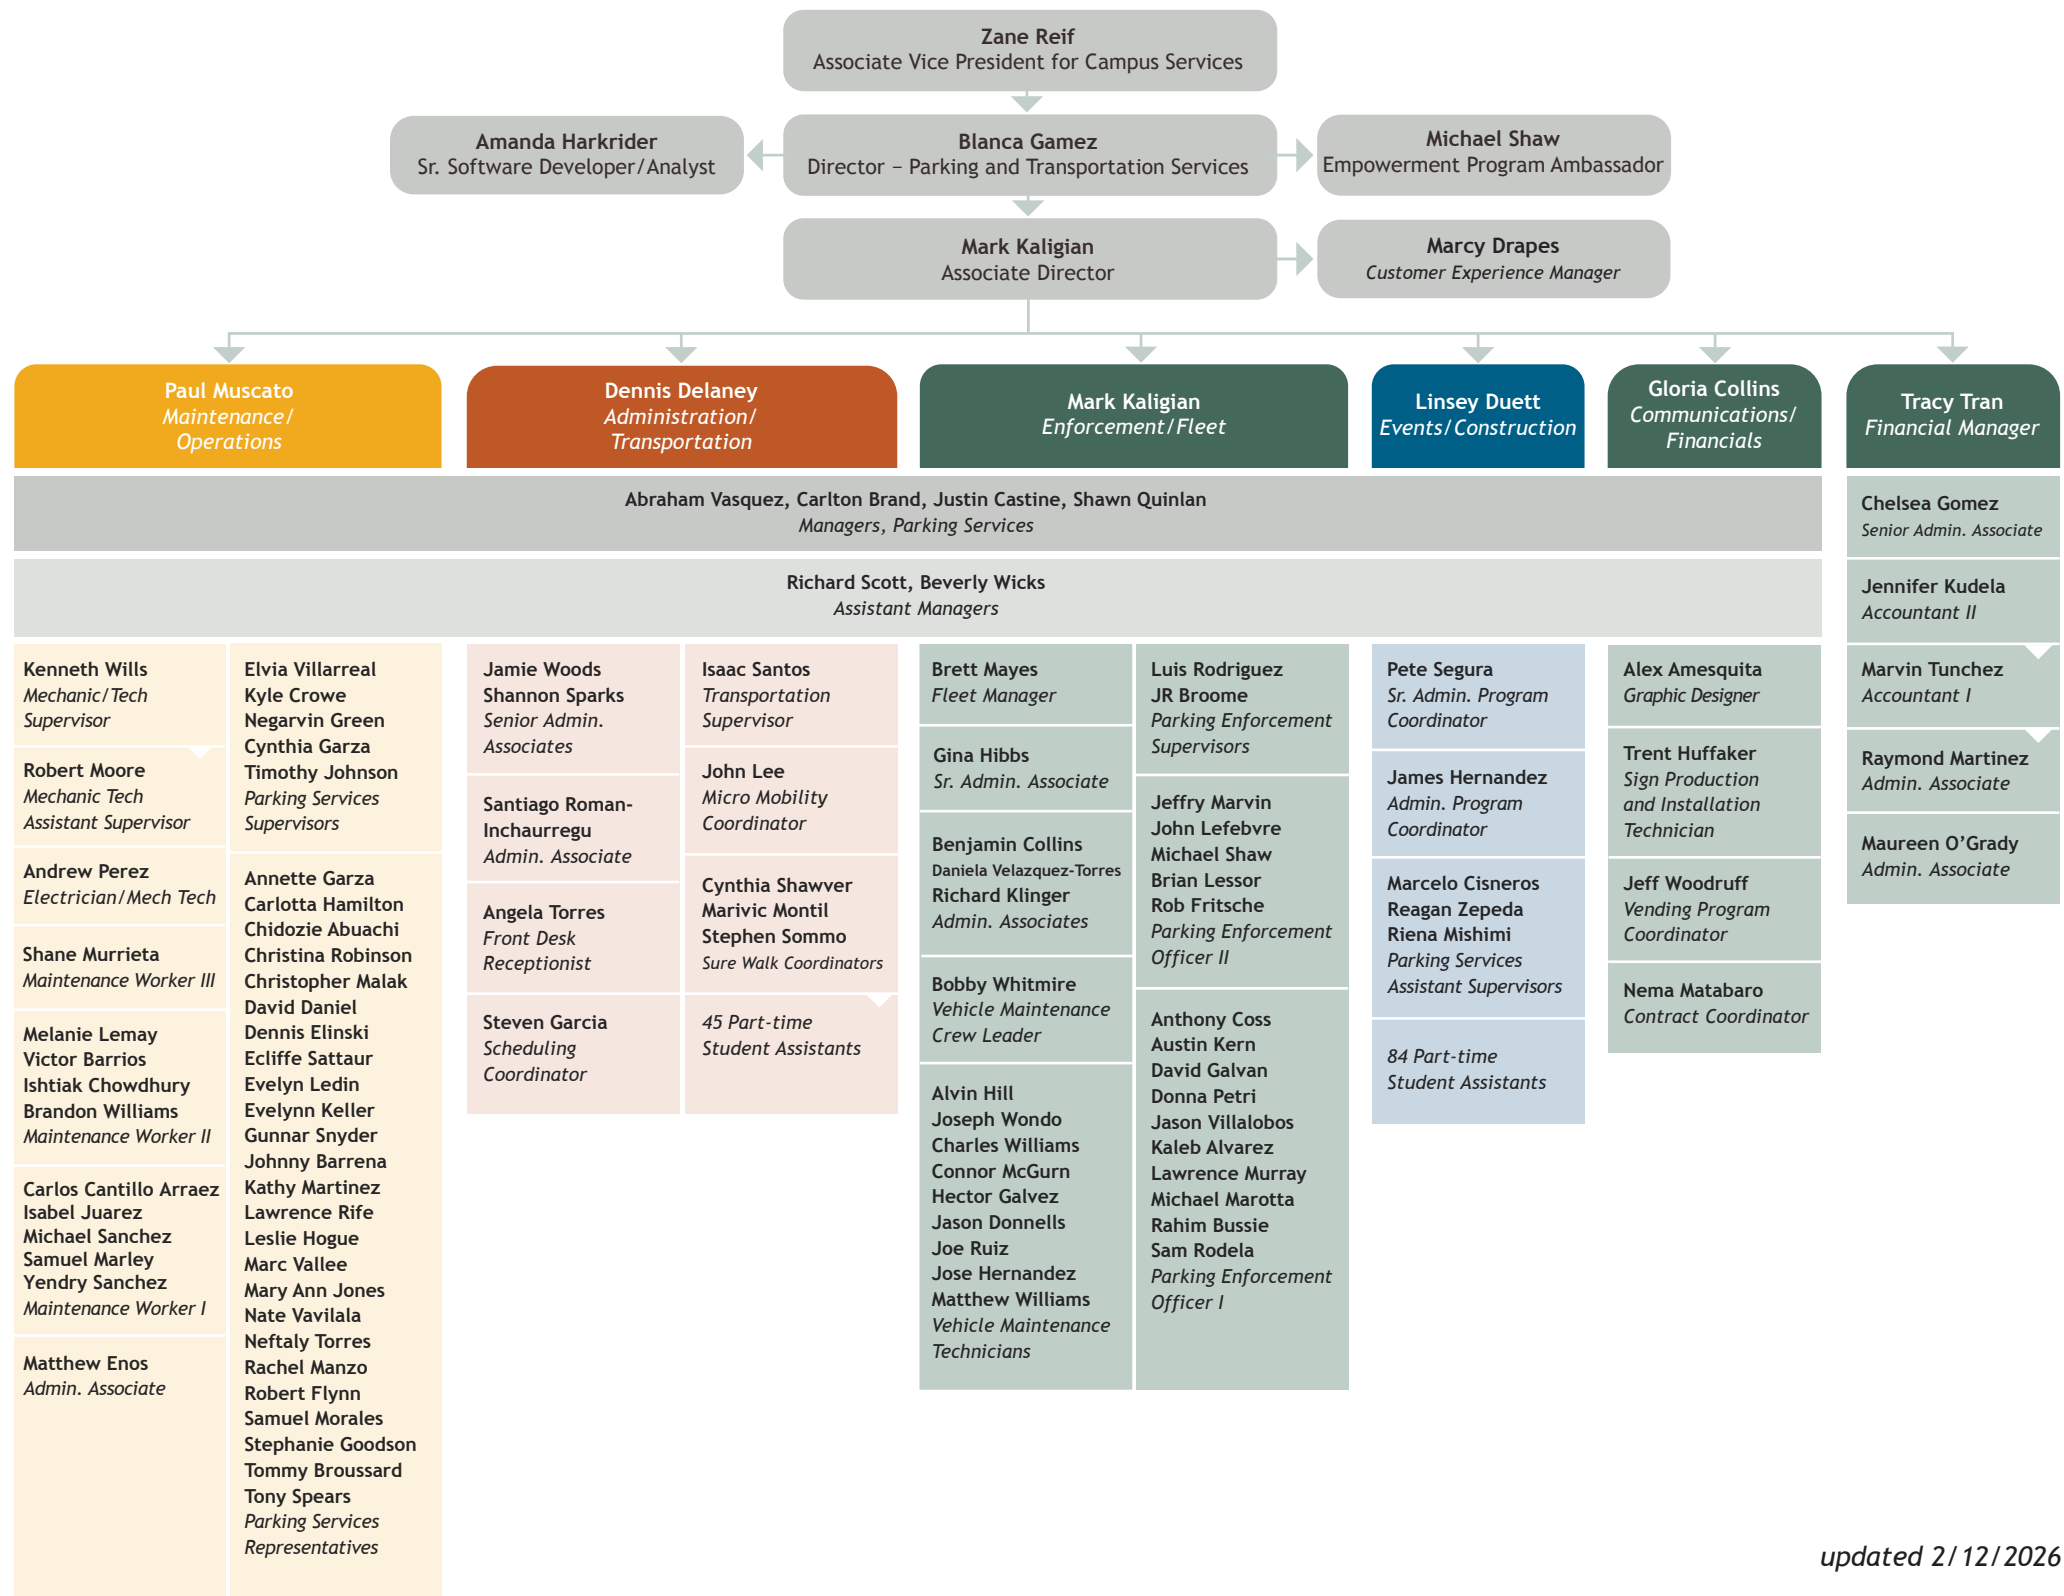 Zane Reif
Associate Vice President for Campus Services
Amanda Harkrider
Sr. Software Developer/Analyst
Blanca Gamez
Director – Parking and Transportation Services
Michael Shaw
Empowerment Program Ambassador
Mark Kaligian
Associate Director
Marcy Drapes
Customer Experience Manager
Paul Muscato
Maintenance/
Operations
Dennis Delaney
Administration/
Transportation
Mark Kaligian
Enforcement/Fleet
Linsey Duett
Events/Construction
Gloria Collins
Communications/
Financials
Tracy Tran
Financial Manager
Abraham Vasquez, Carlton Brand, Justin Castine, Shawn Quinlan
Managers, Parking Services
Richard Scott, Beverly Wicks
Assistant Managers
Kenneth Wills
Mechanic/Tech
Supervisor
Robert Moore
Mechanic Tech
Assistant Supervisor
Andrew Perez
Electrician/Mech Tech
Shane Murrieta
Maintenance Worker III
Melanie Lemay
Victor Barrios
Ishtiak Chowdhury
Brandon Williams
Maintenance Worker II
Carlos Cantillo Arraez
Isabel Juarez
Michael Sanchez
Samuel Marley
Yendry Sanchez
Maintenance Worker I
Matthew Enos
Admin. Associate
Elvia Villarreal
Kyle Crowe
Negarvin Green
Cynthia Garza
Timothy Johnson
Parking Services
Supervisors
Annette Garza
Carlotta Hamilton
Chidozie Abuachi
Christina Robinson
Christopher Malak
David Daniel
Dennis Elinski
Ecliffe Sattaur
Evelyn Ledin
Evelynn Keller
Gunnar Snyder
Johnny Barrena
Kathy Martinez
Lawrence Rife
Leslie Hogue
Marc Vallee
Mary Ann Jones
Nate Vavilala
Neftaly Torres
Rachel Manzo
Robert Flynn
Samuel Morales
Stephanie Goodson
Tommy Broussard
Tony Spears
Parking Services
Representatives
Jamie Woods
Shannon Sparks
Senior Admin.
Associates
Santiago Roman-
Inchaurregu
Admin. Associate
Angela Torres
Front Desk
Receptionist
Steven Garcia
Scheduling
Coordinator
Isaac Santos
Transportation
Supervisor
John Lee
Micro Mobility
Coordinator
Cynthia Shawver
Marivic Montil
Stephen Sommo
Sure Walk Coordinators
45 Part-time
Student Assistants
Brett Mayes
Fleet Manager
Gina Hibbs
Sr. Admin. Associate
Benjamin Collins
Daniela Velazquez-Torres
Richard Klinger
Admin. Associates
Bobby Whitmire
Vehicle Maintenance
Crew Leader
Alvin Hill
Joseph Wondo
Charles Williams
Connor McGurn
Hector Galvez
Jason Donnells
Joe Ruiz
Jose Hernandez
Matthew Williams
Vehicle Maintenance
Technicians
Luis Rodriguez
JR Broome
Parking Enforcement
Supervisors
Jeffry Marvin
John Lefebvre
Michael Shaw
Brian Lessor
Rob Fritsche
Parking Enforcement
Officer II
Anthony Coss
Austin Kern
David Galvan
Donna Petri
Jason Villalobos
Kaleb Alvarez
Lawrence Murray
Michael Marotta
Rahim Bussie
Sam Rodela
Parking Enforcement
Officer I
Pete Segura
Sr. Admin. Program
Coordinator
James Hernandez
Admin. Program
Coordinator
Marcelo Cisneros
Reagan Zepeda
Riena Mishimi
Parking Services
Assistant Supervisors
84 Part-time
Student Assistants
Alex Amesquita
Graphic Designer
Trent Huffaker
Sign Production
and Installation
Technician
Jeff Woodruff
Vending Program
Coordinator
Nema Matabaro
Contract Coordinator
Chelsea Gomez
Senior Admin. Associate
Jennifer Kudela
Accountant II
Marvin Tunchez
Accountant I
Raymond Martinez
Admin. Associate
Maureen O’Grady
Admin. Associate
updated 2/12/2026